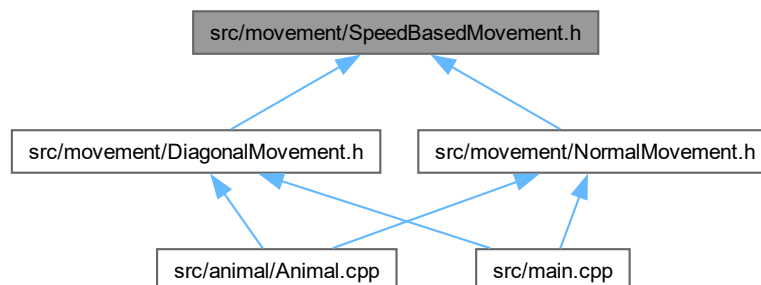 src/movement/SpeedBasedMovement.h
src/movement/DiagonalMovement.h
src/movement/NormalMovement.h
src/animal/Animal.cpp
src/main.cpp